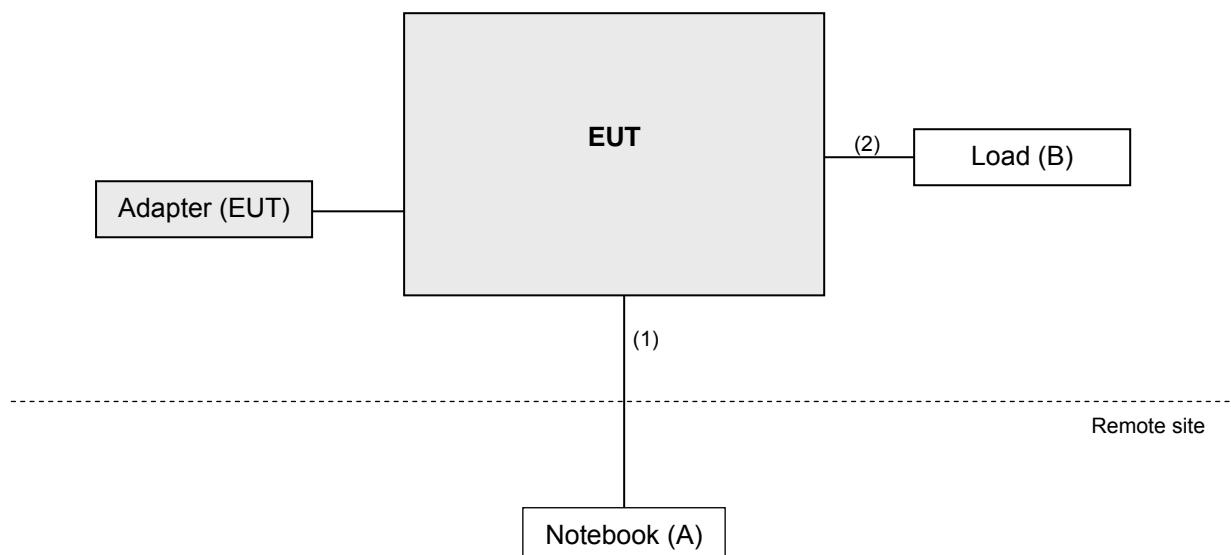 EUT
(2)
Load (B)
Adapter (EUT)
(1)
Remote site
Notebook (A)